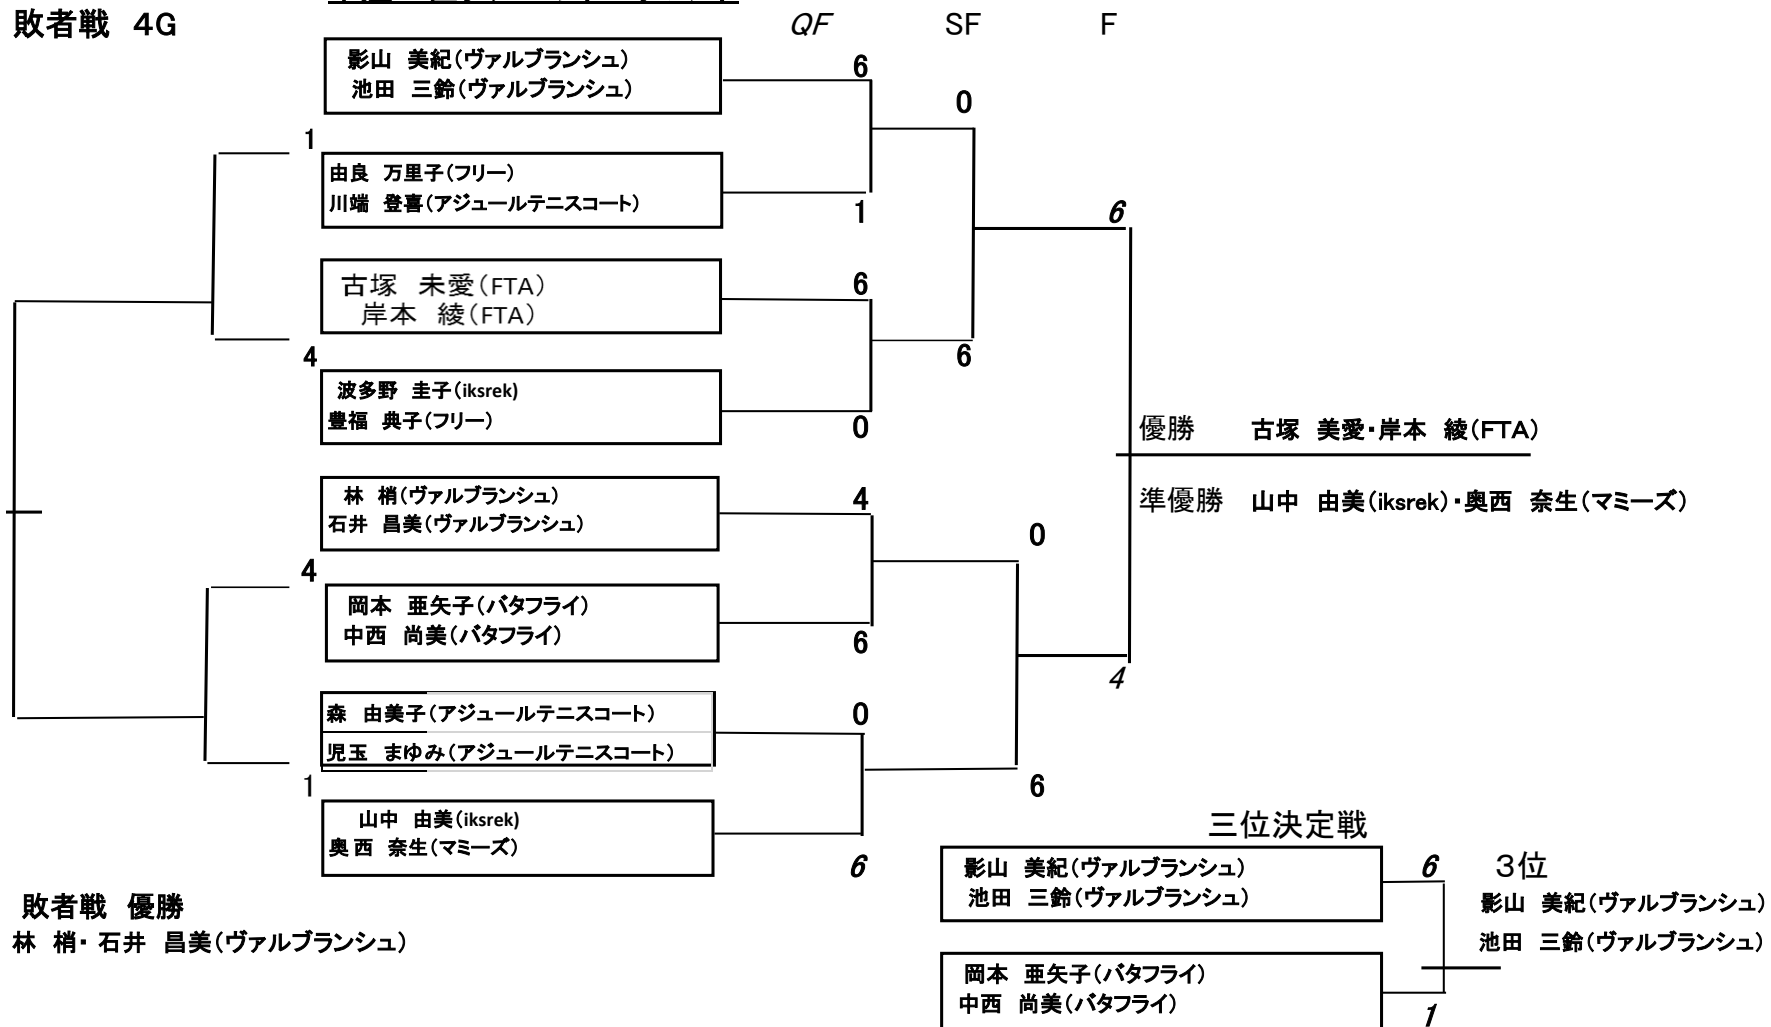 敗者戦　4G
QF　SF　F
影山　美紀(ヴァルブランシュ)
池田　三鈴(ヴァルブランシュ)
6
0
1
由良　万里子(フリー)
川端　登喜(アジュールテニスコート)
1
6
古塚　未愛(FTA)
岸本　綾(FTA)
6
4
6
波多野　圭子(iksrek)
豊福　典子(フリー)
0
優勝　古塚　美愛・岸本　綾(FTA)
準優勝　山中　由美(iksrek)・奥西　奈生(マミーズ)
林　梢(ヴァルブランシュ)
石井　昌美(ヴァルブランシュ)
4
0
4
岡本　亜矢子(バタフライ)
中西　尚美(バタフライ)
6
4
森　由美子(アジュールテニスコート)
児玉　まゆみ(アジュールテニスコート)
0
1
6
山中　由美(iksrek)
奥西　奈生(マミーズ)
6
三位決定戦
影山　美紀(ヴァルブランシュ)
池田　三鈴(ヴァルブランシュ)
6
3位
影山　美紀(ヴァルブランシュ)
池田　三鈴(ヴァルブランシュ)
岡本　亜矢子(バタフライ)
中西　尚美(バタフライ)
1
敗者戦　優勝
林　梢・石井　昌美(ヴァルブランシュ)